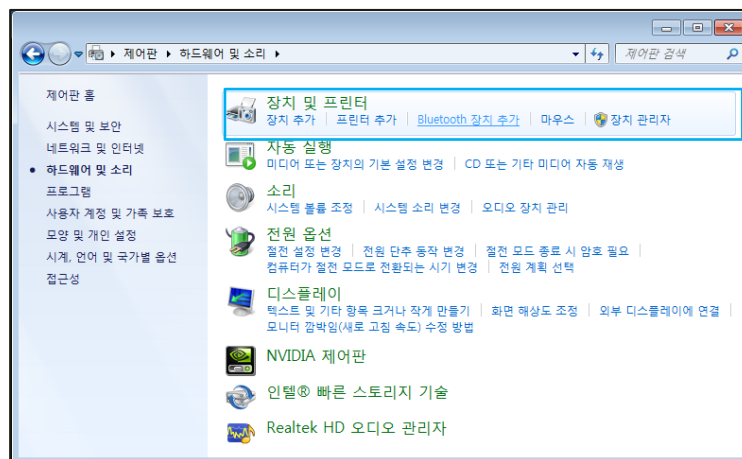 제어판 ▸ 하드웨어 및 소리 ▸
제어판 검색
제어판 홈
시스템 및 보안
네트워크 및 인터넷
하드웨어 및 소리
프로그램
사용자 계정 및 가족 보호
모양 및 개인 설정
시계, 언어 및 국가별 옵션
접근성
장치 및 프린터
장치 추가 | 프린터 추가 | Bluetooth 장치 추가 | 마우스 | 장치 관리자
자동 실행
미디어 또는 장치의 기본 설정 변경 | CD 또는 기타 미디어 자동 재생
소리
시스템 볼륨 조정 | 시스템 소리 변경 | 오디오 장치 관리
전원 옵션
절전 설정 변경 | 전원 단추 동작 변경 | 절전 모드 종료 시 암호 필요 |
컴퓨터가 절전 모드로 전환되는 시기 변경 | 전원 계획 선택
디스플레이
텍스트 및 기타 항목 크거나 작게 만들기 | 화면 해상도 조정 | 외부 디스플레이에 연결 |
모니터 깜박임(새로 고침 속도) 수정 방법
NVIDIA 제어판
인텔® 빠른 스토리지 기술
Realtek HD 오디오 관리자